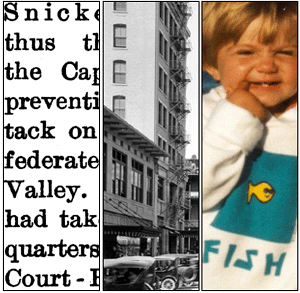 Snicke
thus th
the Cap
preventi
tack on
federate
Valley.
had tak
quarters
Court-
FISH